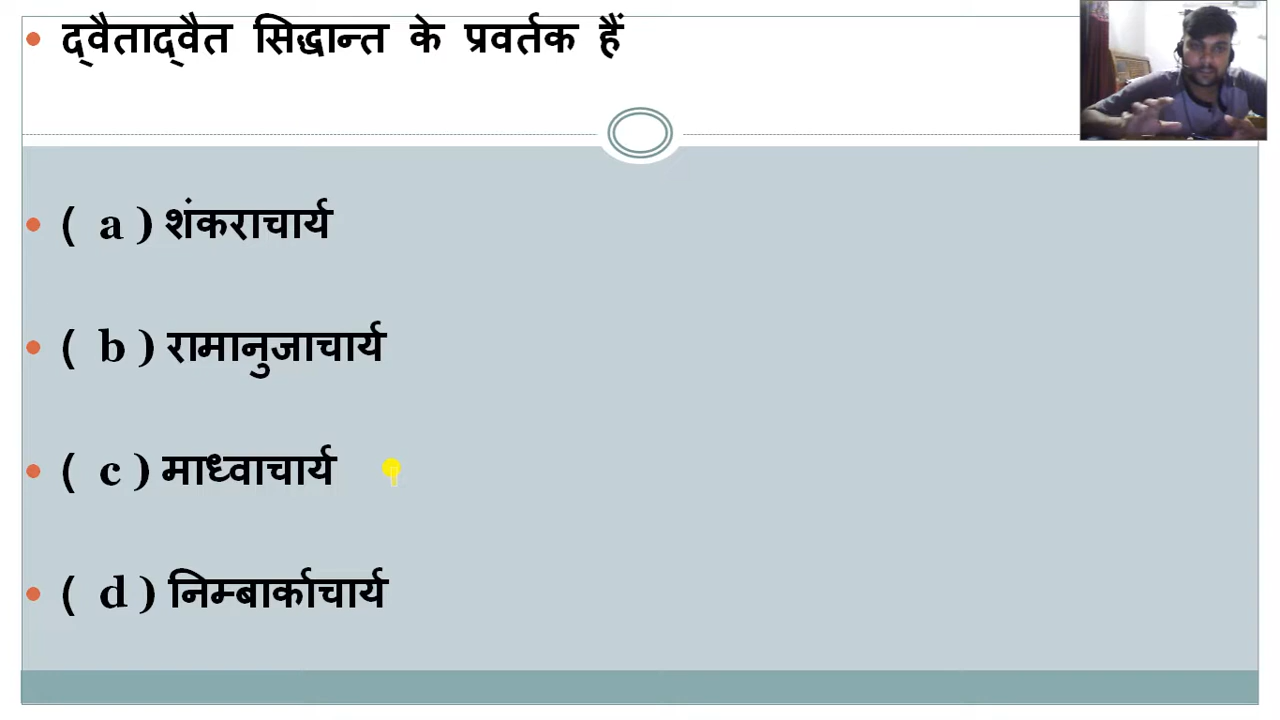 द्वैताद्वैत सिद्धान्त के प्रवर्तक हैं
( a ) शंकराचार्य
( b ) रामानुजाचार्य
( c ) माध्वाचार्य
( d ) निम्बार्काचार्य